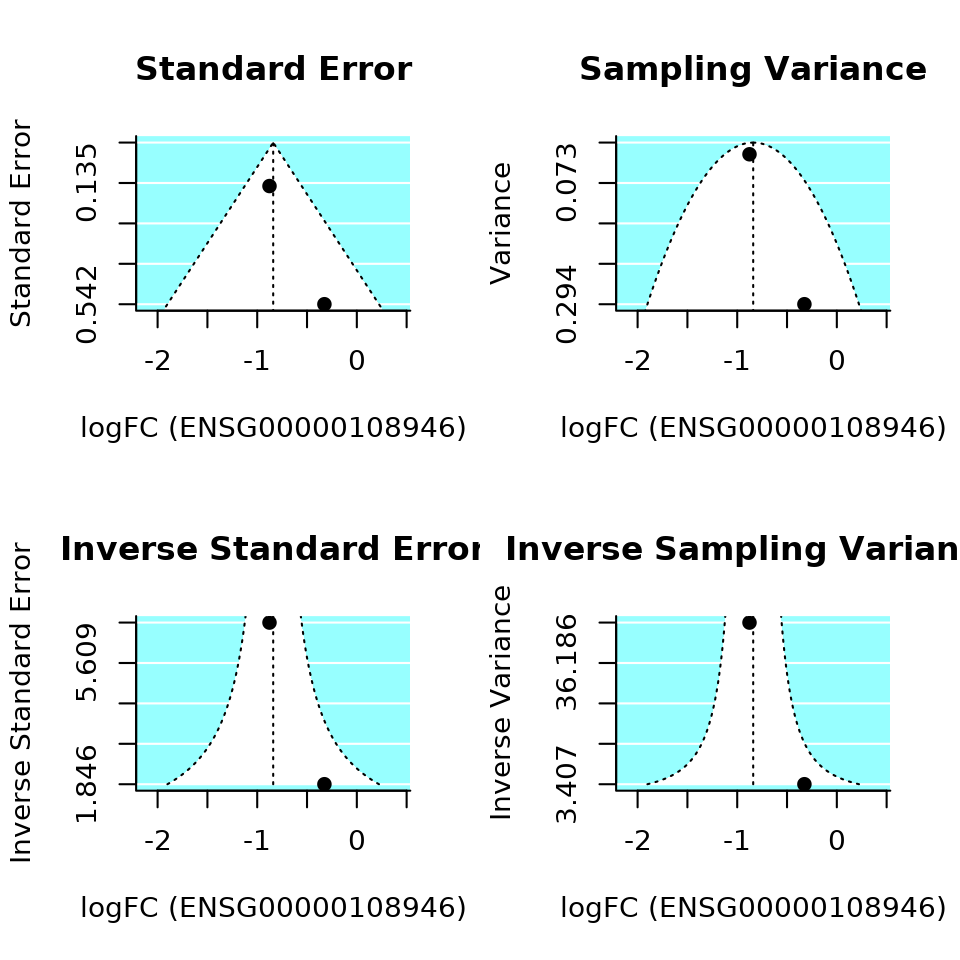 Standard Error
Standard Error
0.135
0.542
-2 -1 0
logFC (ENSG00000108946)
Sampling Variance
Variance
0.073
0.294
-2 -1 0
logFC (ENSG00000108946)
Inverse Standard Error
Inverse Standard Error
5.609
1.846
-2 -1 0
logFC (ENSG00000108946)
Inverse Sampling Varian
Inverse Variance
36.186
3.407
-2 -1 0
logFC (ENSG00000108946)